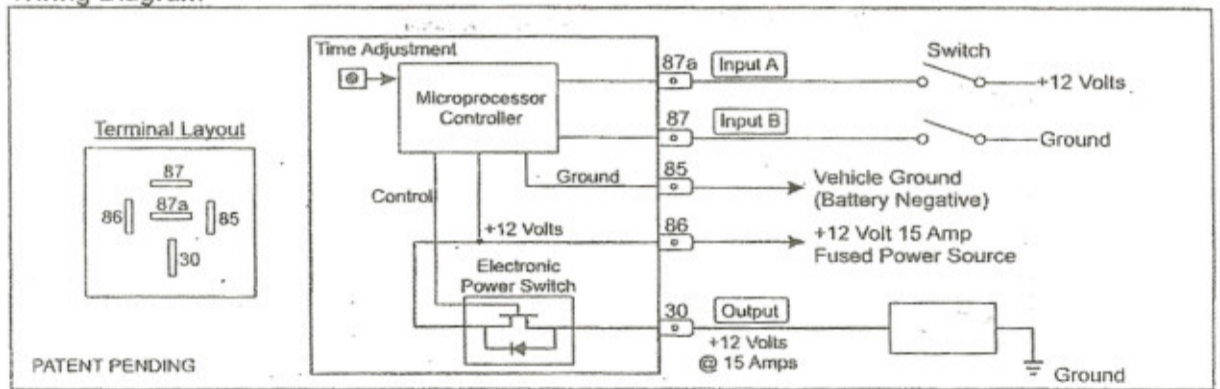 Wiring Diagram
Time Adjustment
Microprocessor
Controller
87a
Input A
Switch
+12 Volts
87
Input B
Ground
Terminal Layout
87
86
87a
85
30
Control
Ground
85
Vehicle Ground
(Battery Negative)
+12 Volts
86
+12 Volt 15 Amp
Fused Power Source
Electronic
Power Switch
30
Output
+12 Volts
@ 15 Amps
Ground
PATENT PENDING